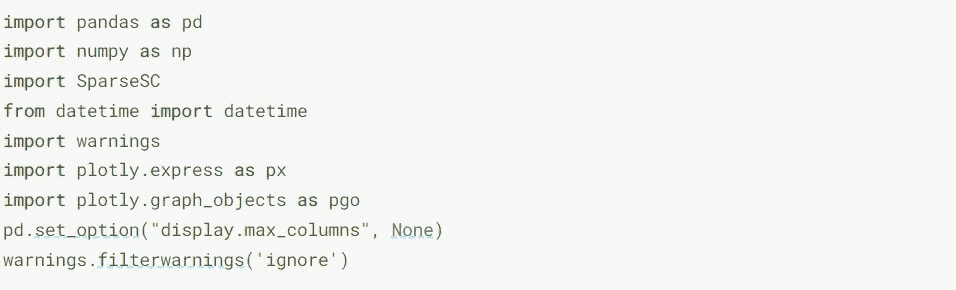 import pandas as pd
import numpy as np
import SparseSC
from datetime import datetime
import warnings
import plotly.express as px
import plotly.graph_objects as pgo
pd.set_option("display.max_columns", None)
warnings.filterwarnings('ignore')